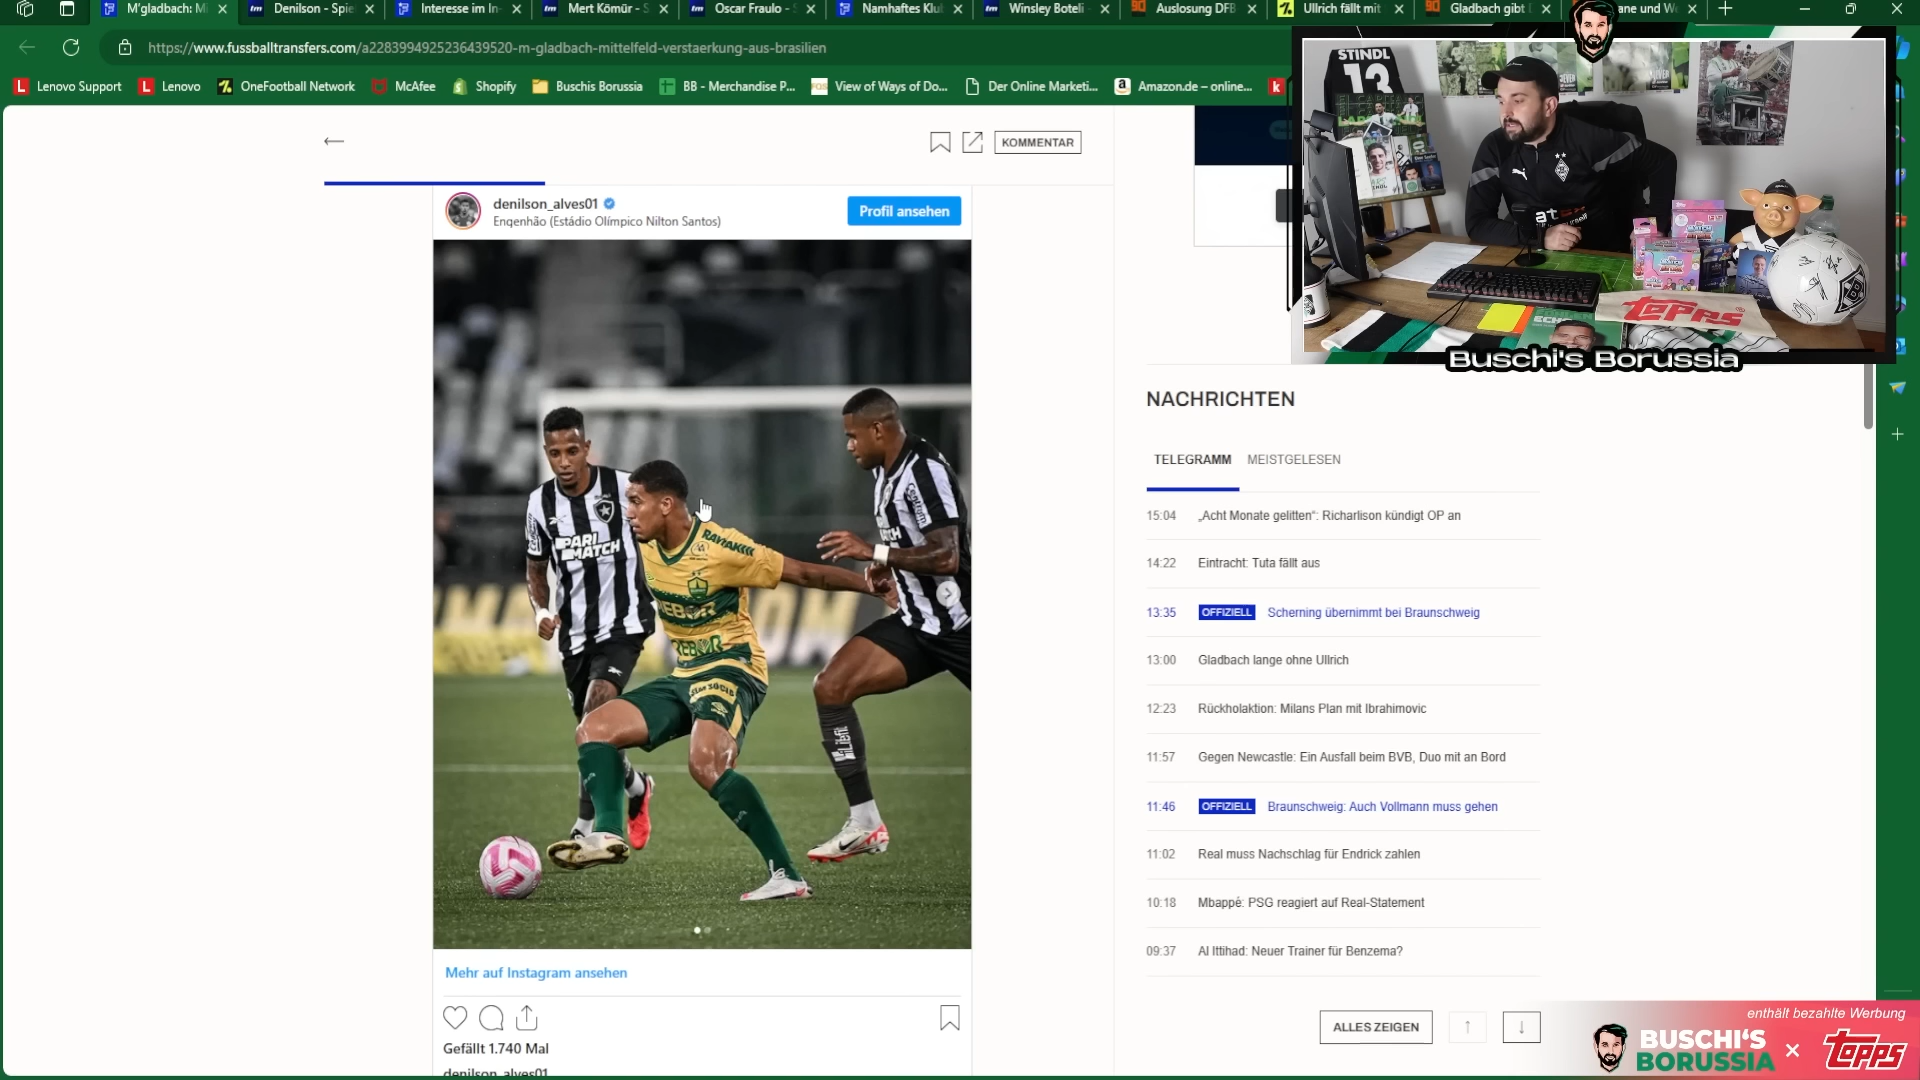 M'gladbach: Mi
Denilson - Spie
Interesse im In-
Mert Kömür - S
Oscar Fraulo - S
Namhaftes Klu
Winsley Boteli -
Auslosung DFB
Ullrich fällt mit
Gladbach gibt
https://www.fussballtransfers.com/a2283994925236439520-m-gladbach-mittelfeld-verstaerkung-aus-brasilien
Lenovo Support
Lenovo
OneFootball Network
McAfee
Shopify
Buschis Borussia
BB - Merchandise P...
View of Ways of Do...
Der Online Marketi...
Amazon.de – online...
STINDL
13
KOMMENTAR
denilson_alves01
Engenhão (Estádio Olímpico Nilton Santos)
Profil ansehen
topps
Buschi's Borussia
PARI
MATCH
NACHRICHTEN
TELEGRAMM MEISTGELESEN
15:04 „Acht Monate gelitten“: Richarlison kündigt OP an
14:22 Eintracht: Tuta fällt aus
13:35 OFFIZIELL Scherning übernimmt bei Braunschweig
13:00 Gladbach lange ohne Ullrich
12:23 Rückholaktion: Milans Plan mit Ibrahimovic
11:57 Gegen Newcastle: Ein Ausfall beim BVB, Duo mit an Bord
11:46 OFFIZIELL Braunschweig: Auch Vollmann muss gehen
11:02 Real muss Nachschlag für Endrick zahlen
10:18 Mbappé: PSG reagiert auf Real-Statement
09:37 Al Ittihad: Neuer Trainer für Benzema?
ALLES ZEIGEN
Mehr auf Instagram ansehen
Gefällt 1.740 Mal
denilson_alves01
enthält bezahlte Werbung
BUSCHI'S
BORUSSIA
× topps